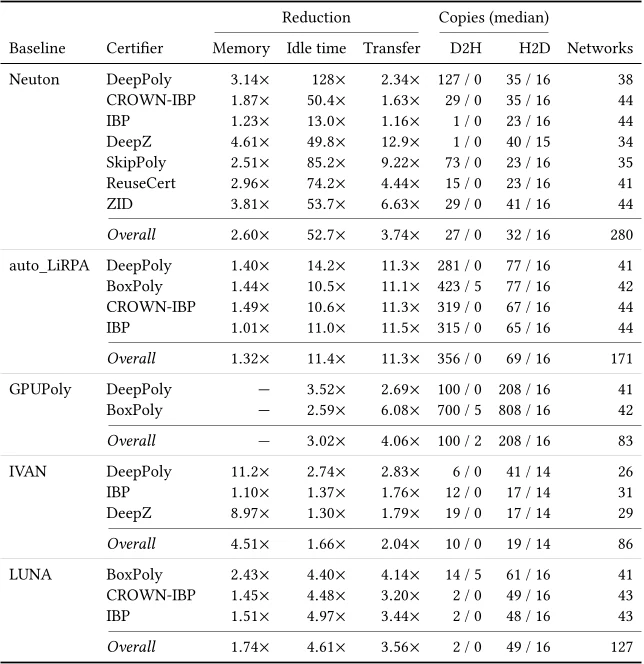 Reduction Copies (median)
Baseline Certifier Memory Idle time Transfer D2H H2D Networks
Neuton DeepPoly 3.14× 128× 2.34× 127 / 0 35 / 16 38
CROWN-IBP 1.87× 50.4× 1.63× 29 / 0 35 / 16 44
IBP 1.23× 13.0× 1.16× 1 / 0 23 / 16 44
DeepZ 4.61× 49.8× 12.9× 1 / 0 40 / 15 34
SkipPoly 2.51× 85.2× 9.22× 73 / 0 23 / 16 35
ReuseCert 2.96× 74.2× 4.44× 15 / 0 23 / 16 41
ZID 3.81× 53.7× 6.63× 29 / 0 41 / 16 44
Overall 2.60× 52.7× 3.74× 27 / 0 32 / 16 280
auto_LiRPA DeepPoly 1.40× 14.2× 11.3× 281 / 0 77 / 16 41
BoxPoly 1.44× 10.5× 11.1× 423 / 5 77 / 16 42
CROWN-IBP 1.49× 10.6× 11.3× 319 / 0 67 / 16 44
IBP 1.01× 11.0× 11.5× 315 / 0 65 / 16 44
Overall 1.32× 11.4× 11.3× 356 / 0 69 / 16 171
GPUPoly DeepPoly — 3.52× 2.69× 100 / 0 208 / 16 41
BoxPoly — 2.59× 6.08× 700 / 5 808 / 16 42
Overall — 3.02× 4.06× 100 / 2 208 / 16 83
IVAN DeepPoly 11.2× 2.74× 2.83× 6 / 0 41 / 14 26
IBP 1.10× 1.37× 1.76× 12 / 0 17 / 14 31
DeepZ 8.97× 1.30× 1.79× 19 / 0 17 / 14 29
Overall 4.51× 1.66× 2.04× 10 / 0 19 / 14 86
LUNA BoxPoly 2.43× 4.40× 4.14× 14 / 5 61 / 16 41
CROWN-IBP 1.45× 4.48× 3.20× 2 / 0 49 / 16 43
IBP 1.51× 4.97× 3.44× 2 / 0 48 / 16 43
Overall 1.74× 4.61× 3.56× 2 / 0 49 / 16 127